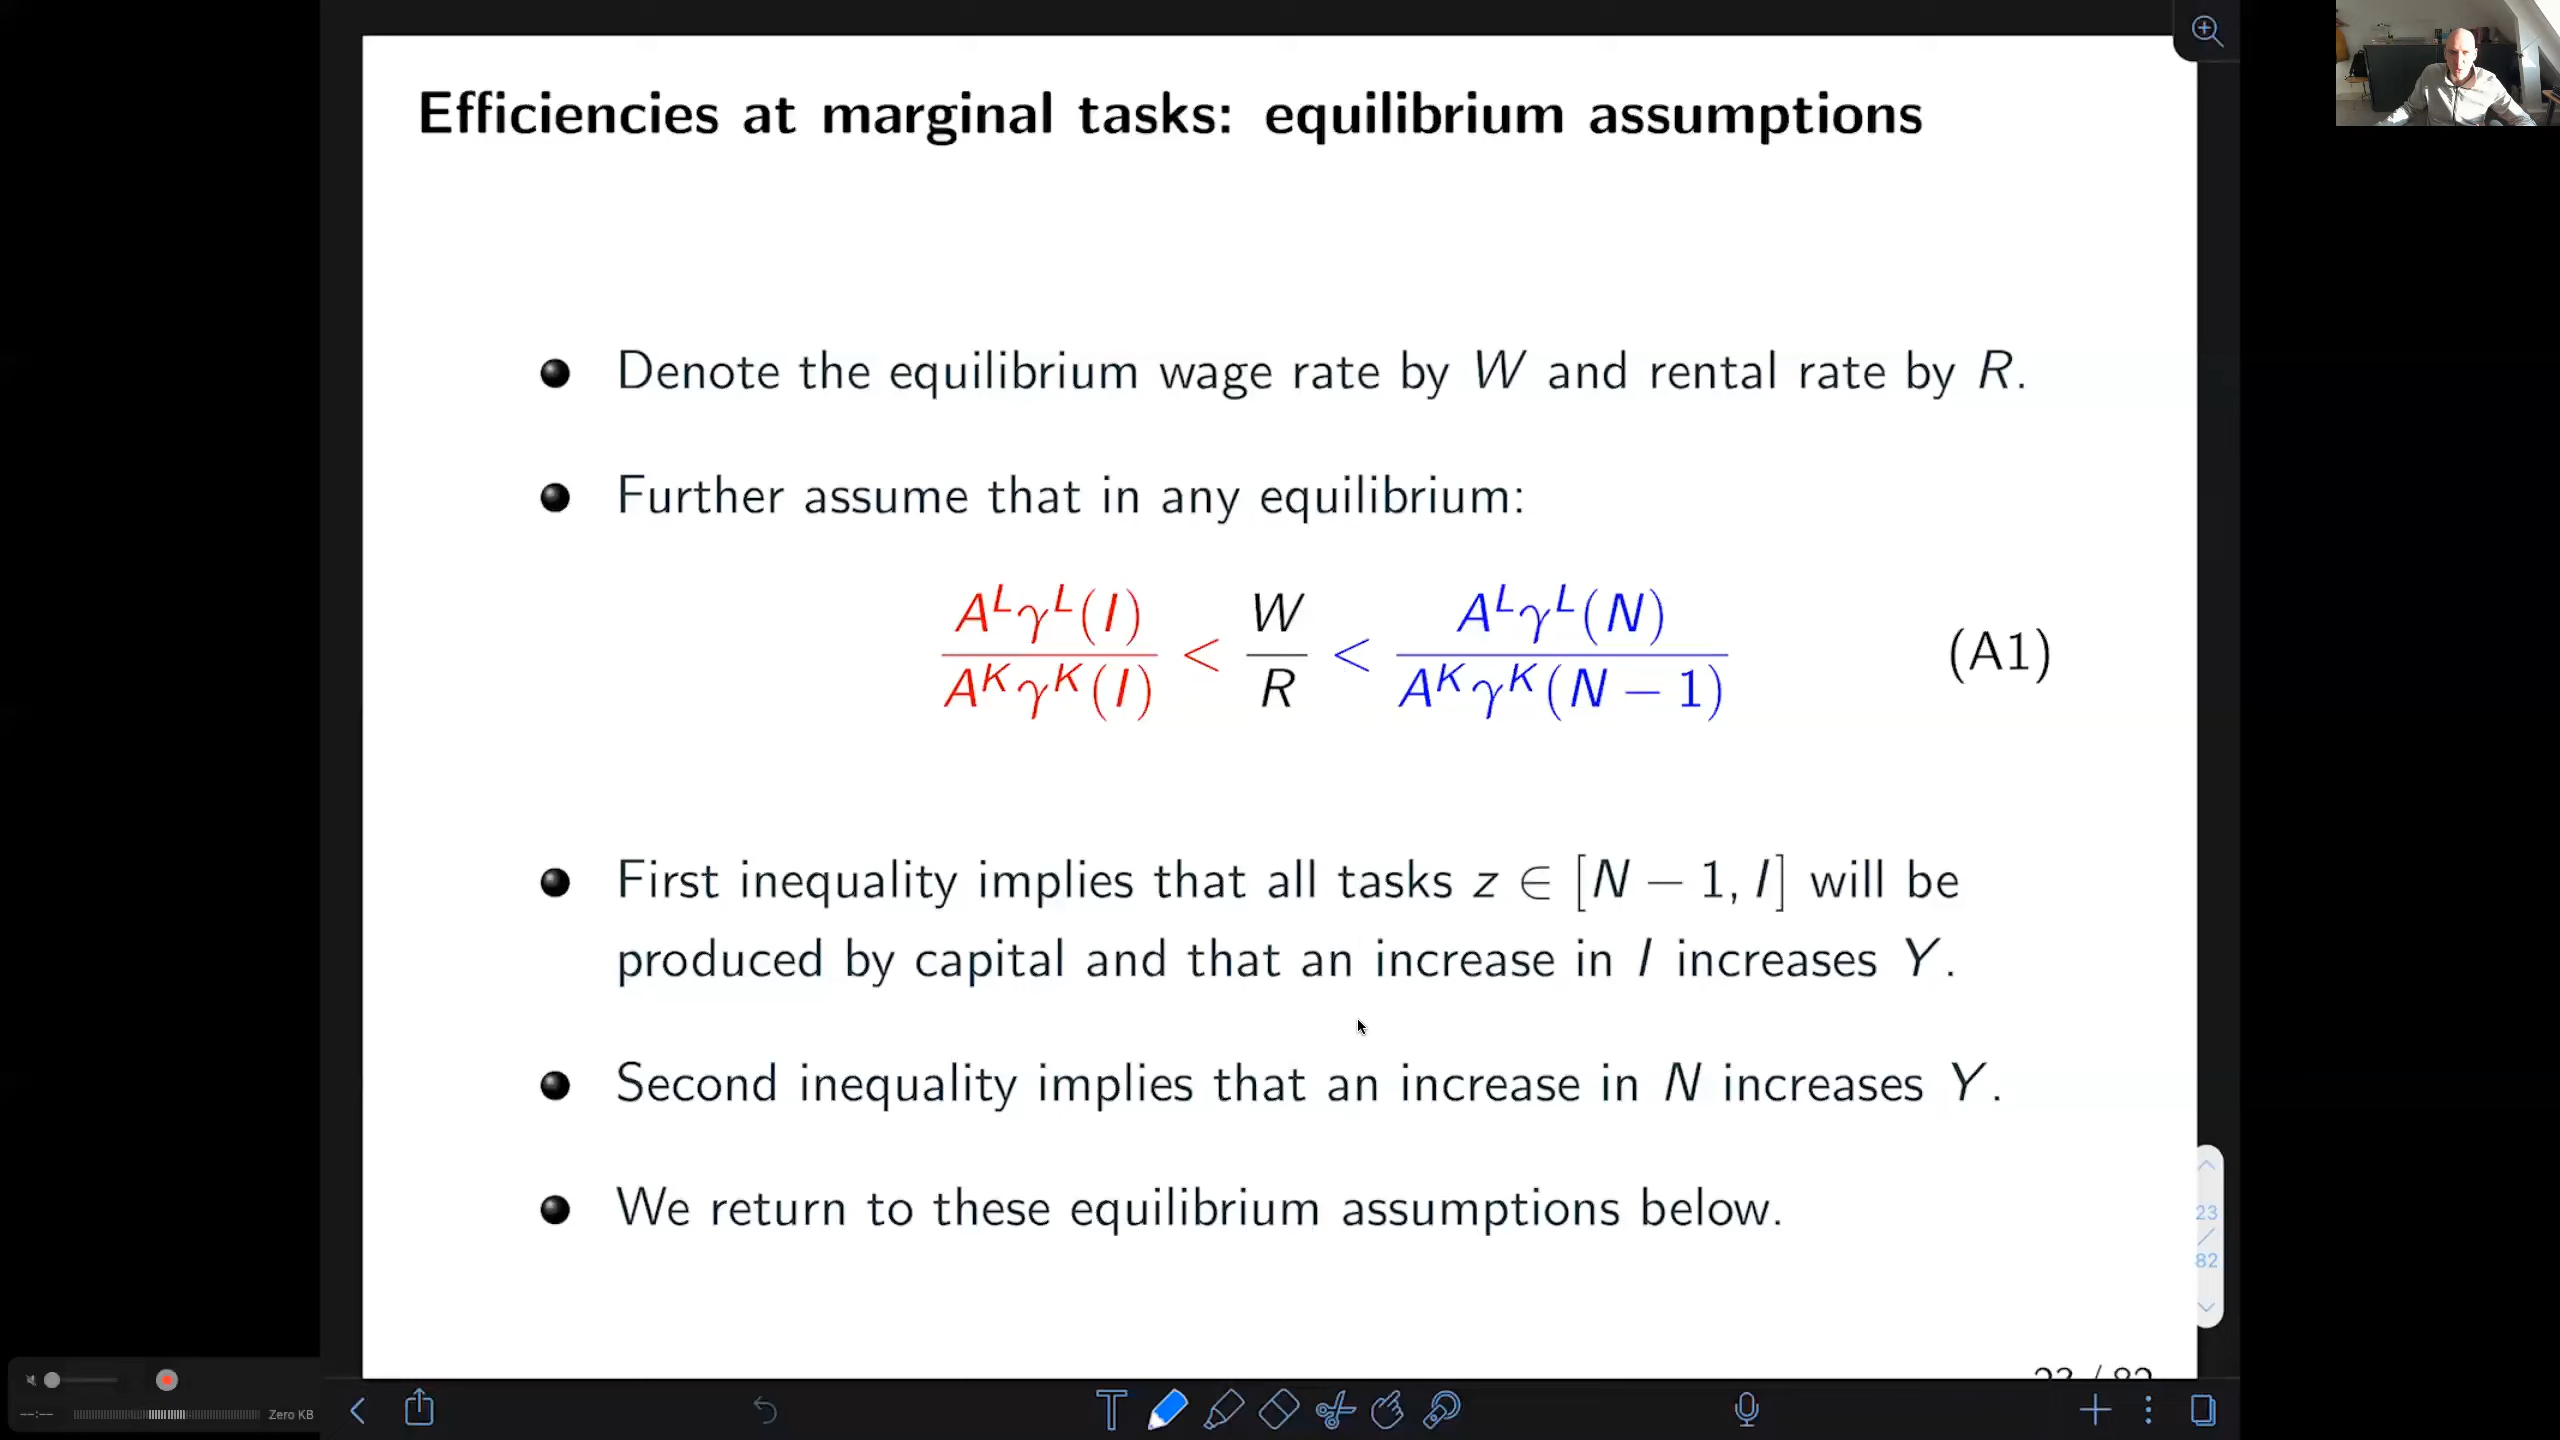 Efficiencies at marginal tasks: equilibrium assumptions
Denote the equilibrium wage rate by W and rental rate by R.
Further assume that in any equilibrium:
A^L γ^L(I) / A^K γ^K(I) < W / R < A^L γ^L(N) / A^K γ^K(N − 1) (A1)
First inequality implies that all tasks z ∈ [N − 1, I] will be
produced by capital and that an increase in I increases Y.
Second inequality implies that an increase in N increases Y.
We return to these equilibrium assumptions below.
23
/
82
23 / 82
--:--
Zero KB